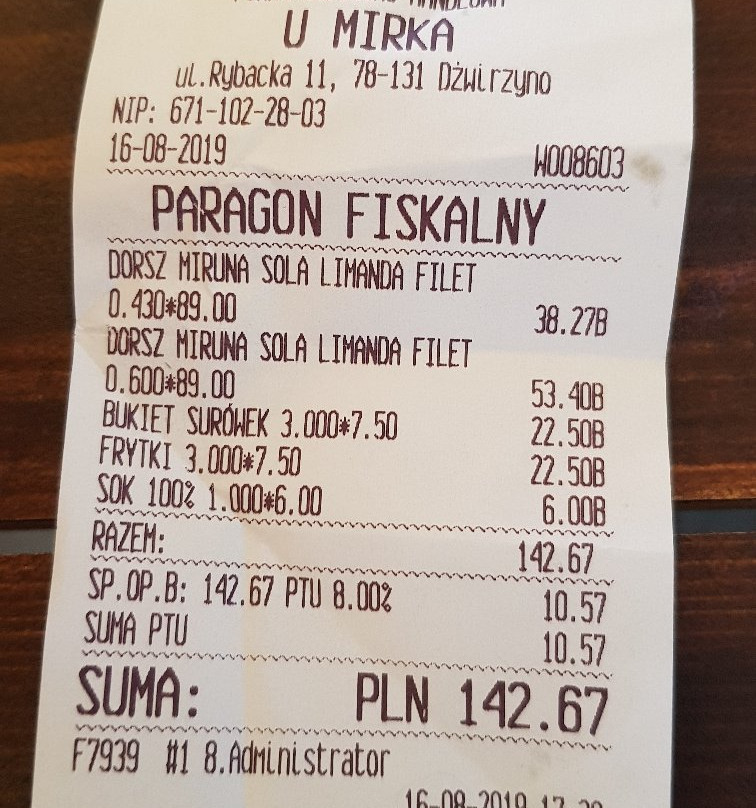 U MIRKA
ul.Rybacka 11, 78-131 Dźwirzyno
NIP: 671-102-28-03
16-08-2019 W008603
PARAGON FISKALNY
DORSZ MIRUNA SOLA LIMANDA FILET
0.430*89.00 38.27B
DORSZ MIRUNA SOLA LIMANDA FILET
0.600*89.00 53.40B
BUKIET SURÓWEK 3.000*7.50 22.50B
FRYTKI 3.000*7.50 22.50B
SOK 100% 1.000*6.00 6.00B
RAZEM: 142.67
SP.OP.B: 142.67 PTU 8.00% 10.57
SUMA PTU 10.57
SUMA: PLN 142.67
F7939 #1 8.Administrator
16-08-2019